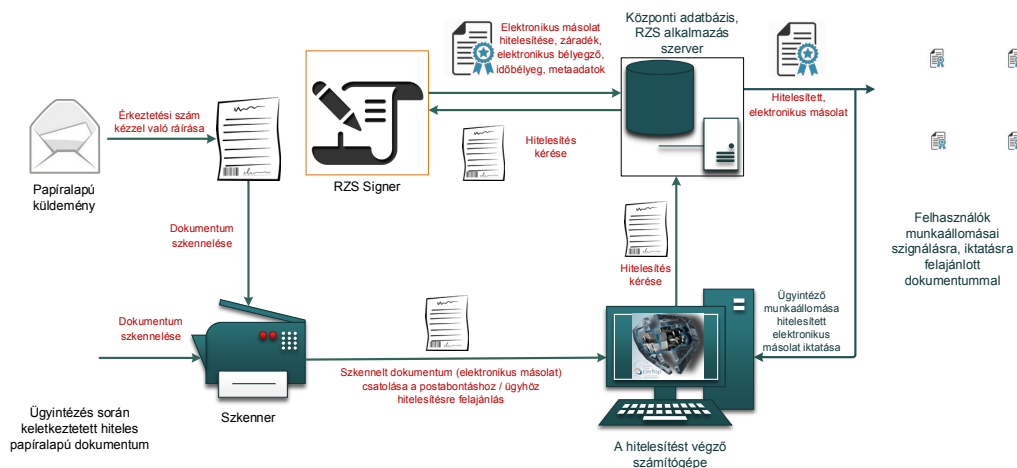 Elektronikus másolat
hitelesítése, záradék,
elektronikus bélyegző,
időbélyeg, metaadatok
Központi adatbázis,
RZS alkalmazás
szerver
Hitelesített,
elektronikus másolat
Érkeztetési szám
kézzel való ráírása
Hitelesítés
kérése
Papíralapú
küldemény
RZS Signer
Dokumentum
szkennelése
Hitelesítés
kérése
Felhasználók
munkaállomásai
szignálásra, iktatásra
felajánlott
dokumentummal
Dokumentum
szkennelése
Ügyintéző
munkaállomása
hitelesített
elektronikus
másolat iktatása
Szkennelt dokumentum (elektronikus másolat)
csatolása a postabontáshoz / ügyhöz
hitelesítésre felajánlás
Ügyintézés során
keletkeztetett hiteles
papíralapú dokumentum
Szkenner
A hitelesítést végző
számítógépe